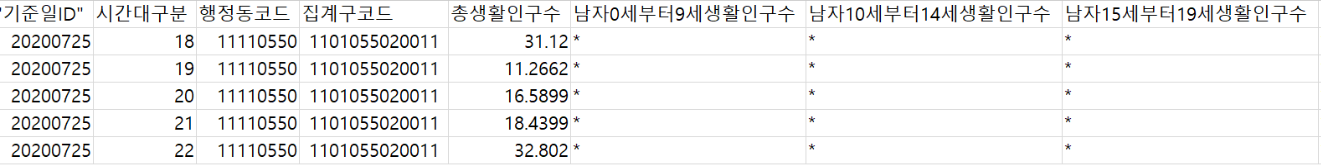 "기준일ID" 시간대구분 행정동코드 집계구코드 총생활인구수 남자0세부터9세생활인구수 남자10세부터14세생활인구수 남자15세부터19세생활인구수
20200725 18 11110550 1101055020011 31.12 * * *
20200725 19 11110550 1101055020011 11.2662 * * *
20200725 20 11110550 1101055020011 16.5899 * * *
20200725 21 11110550 1101055020011 18.4399 * * *
20200725 22 11110550 1101055020011 32.802 * * *